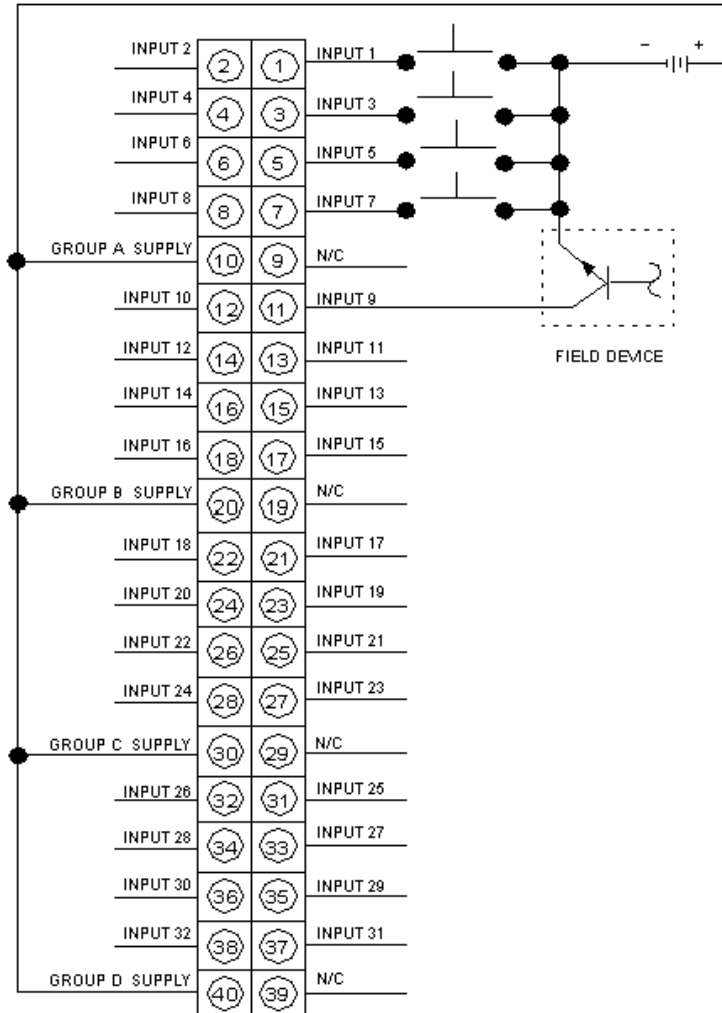 − +
INPUT 2 2 1 INPUT 1
INPUT 4 4 3 INPUT 3
INPUT 6 6 5 INPUT 5
INPUT 8 8 7 INPUT 7
GROUP A SUPPLY 10 9 N/C
INPUT 10 12 11 INPUT 9
INPUT 12 14 13 INPUT 11
FIELD DEVICE
INPUT 14 16 15 INPUT 13
INPUT 16 18 17 INPUT 15
GROUP B SUPPLY 20 19 N/C
INPUT 18 22 21 INPUT 17
INPUT 20 24 23 INPUT 19
INPUT 22 26 25 INPUT 21
INPUT 24 28 27 INPUT 23
GROUP C SUPPLY 30 29 N/C
INPUT 26 32 31 INPUT 25
INPUT 28 34 33 INPUT 27
INPUT 30 36 35 INPUT 29
INPUT 32 38 37 INPUT 31
GROUP D SUPPLY 40 39 N/C